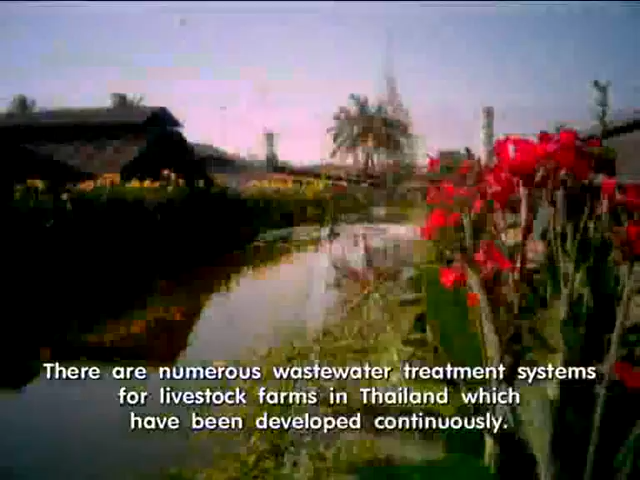 There are numerous wastewater treatment systems
for livestock farms in Thailand which
have been developed continuously.